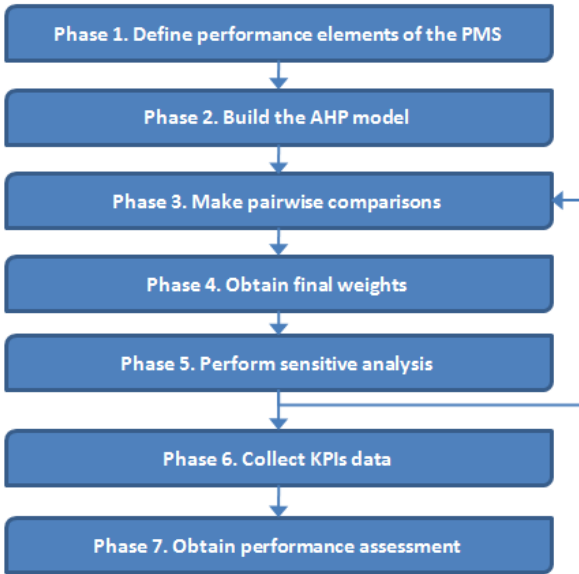 Phase 1. Define performance elements of the PMS
Phase 2. Build the AHP model
Phase 3. Make pairwise comparisons
Phase 4. Obtain final weights
Phase 5. Perform sensitive analysis
Phase 6. Collect KPIs data
Phase 7. Obtain performance assessment